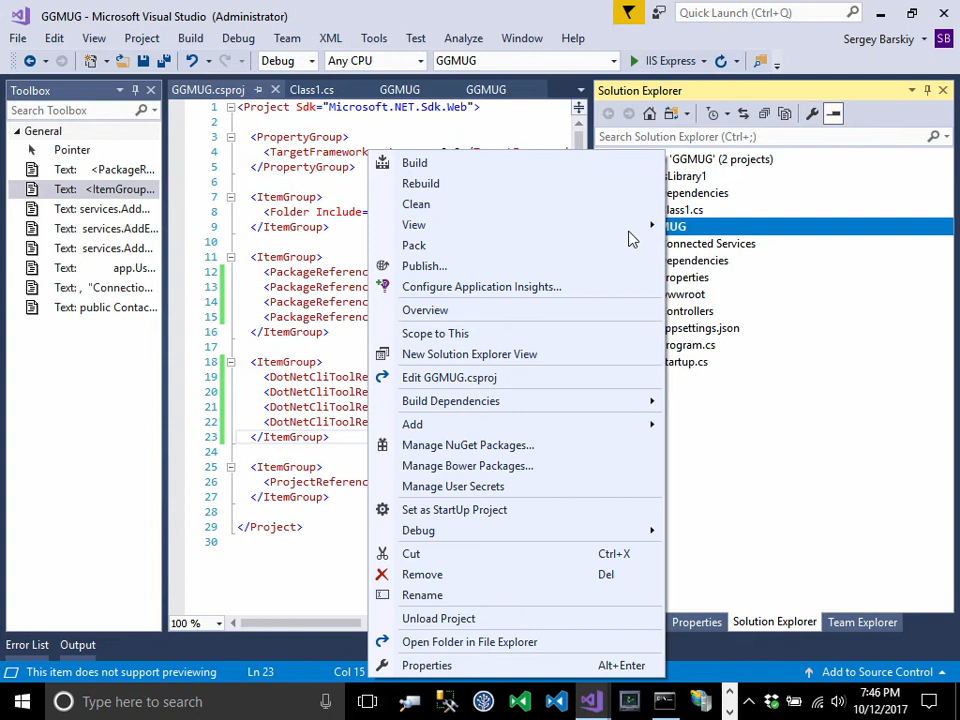 GGMUG - Microsoft Visual Studio (Administrator)
Quick Launch (Ctrl+Q)
File Edit View Project Build Debug Team XML Tools Test Analyze Window Help
Sergey Barskiy SB
Debug Any CPU GGMUG IIS Express
Toolbox
Search Toolbox
General
Pointer
Text: <PackageR...
Text: <ItemGroup...
Text: services.Add...
Text: services.AddE...
Text: services.Add...
Text: app.Us...
Text: , "Connectio...
Text: public Contac...
GGMUG.csproj Class1.cs GGMUG GGMUG
1 <Project Sdk="Microsoft.NET.Sdk.Web">
2
3 <PropertyGroup>
4 <TargetFramework
5 </PropertyGroup>
6
7 <ItemGroup>
8 <Folder Include=
9 </ItemGroup>
10
11 <ItemGroup>
12 <PackageReferenc
13 <PackageReferenc
14 <PackageReferenc
15 <PackageReferenc
16 </ItemGroup>
17
18 <ItemGroup>
19 <DotNetCliToolRe
20 <DotNetCliToolRe
21 <DotNetCliToolRe
22 <DotNetCliToolRe
23 </ItemGroup>
24
25 <ItemGroup>
26 <ProjectReferenc
27 </ItemGroup>
28
29 </Project>
30
100 %
Build
Rebuild
Clean
View
Pack
Publish...
Configure Application Insights...
Overview
Scope to This
New Solution Explorer View
Edit GGMUG.csproj
Build Dependencies
Add
Manage NuGet Packages...
Manage Bower Packages...
Manage User Secrets
Set as StartUp Project
Debug
Cut Ctrl+X
Remove Del
Rename
Unload Project
Open Folder in File Explorer
Properties Alt+Enter
Solution Explorer
Search Solution Explorer (Ctrl+;)
"GGMUG" (2 projects)
sLibrary1
ependencies
lass1.cs
MUG
onnected Services
ependencies
roperties
wwroot
ontrollers
ppsettings.json
rogram.cs
tartup.cs
Properties Solution Explorer Team Explorer
Error List Output
This item does not support previewing Ln 23 Col 15 Add to Source Control
Type here to search
7:46 PM
10/12/2017